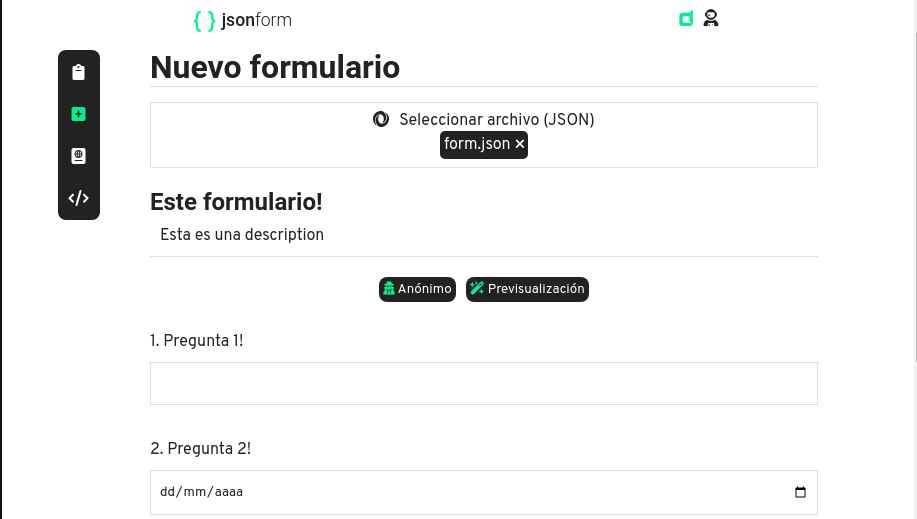 { } jsonform
Nuevo formulario
Seleccionar archivo (JSON)
form.json ×
Este formulario!
Esta es una description
Anónimo
Previsualización
1. Pregunta 1!
2. Pregunta 2!
dd/mm/aaaa